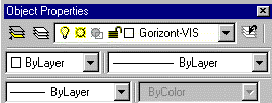 Object Properties
Gorizont-VIS
ByLayer
ByLayer
ByLayer
ByColor